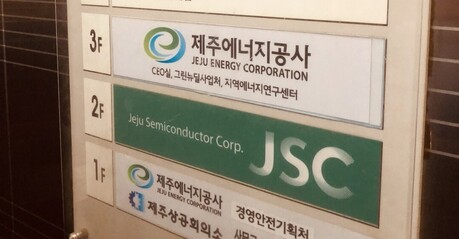 3F
제주에너지공사
JEJU ENERGY CORPORATION
CEO실, 그린뉴딜사업처, 지역에너지연구센터
2F
Jeju Semiconductor Corp. JSC
1F
제주에너지공사 경영안전기획처
JEJU ENERGY CORPORATION
제주상공회의소